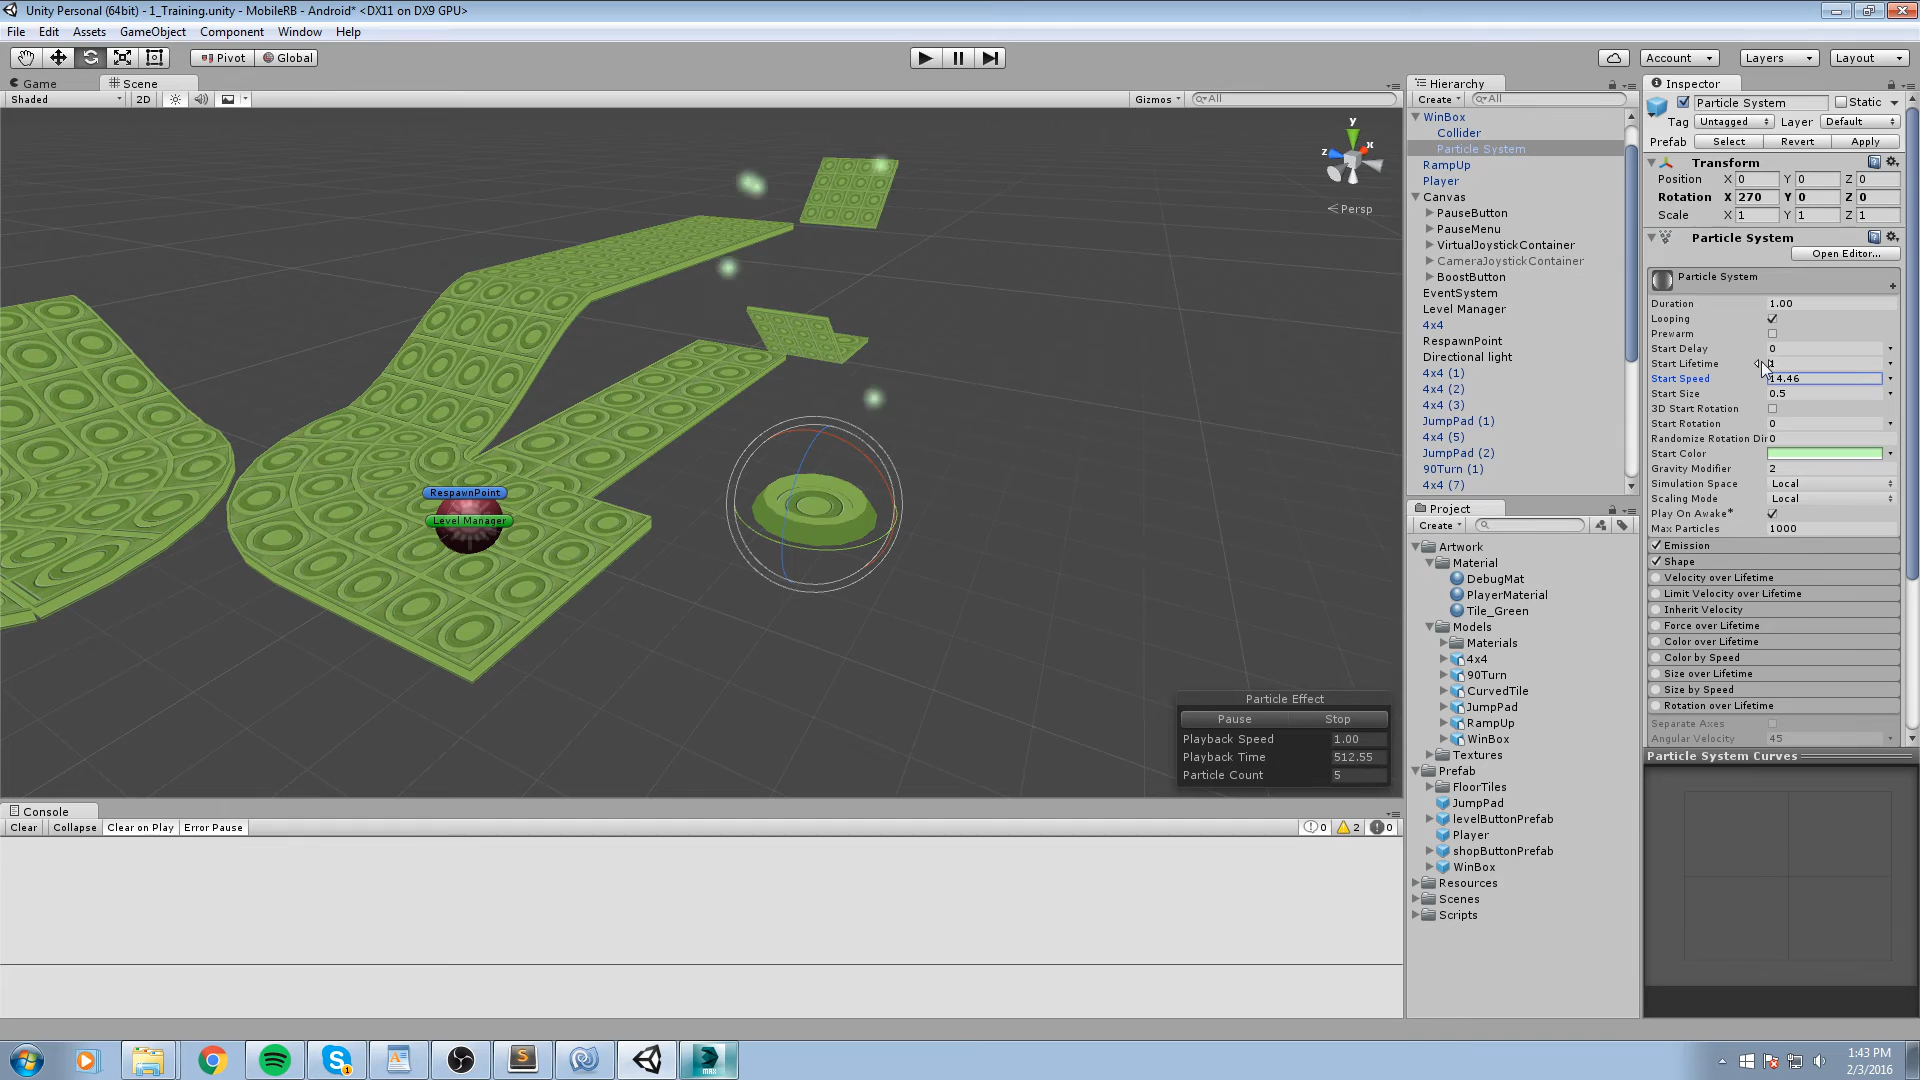 Unity Personal (64bit) - 1_Training.unity - MobileRB - Android* <DX11 on DX9 GPU>
File Edit Assets GameObject Component Window Help
Pivot Global Account Layers Layout
Game Scene
Shaded 2D Gizmos All
y
x
z
Persp
RespawnPoint
Level Manager
Particle Effect
Pause Stop
Playback Speed 1.00
Playback Time 512.55
Particle Count 5
Console
Clear Collapse Clear on Play Error Pause 0 2 0
Hierarchy
Create All
WinBox
Collider
Particle System
RampUp
Player
Canvas
PauseButton
PauseMenu
VirtualJoystickContainer
CameraJoystickContainer
BoostButton
EventSystem
Level Manager
4x4
RespawnPoint
Directional light
4x4 (1)
4x4 (2)
4x4 (3)
JumpPad (1)
4x4 (5)
JumpPad (2)
90Turn (1)
4x4 (7)
Project
Create
Artwork
Material
DebugMat
PlayerMaterial
Tile_Green
Models
Materials
4x4
90Turn
CurvedTile
JumpPad
RampUp
WinBox
Textures
Prefab
FloorTiles
JumpPad
levelButtonPrefab
Player
shopButtonPrefab
WinBox
Resources
Scenes
Scripts
Inspector
Particle System Static
Tag Untagged Layer Default
Prefab Select Revert Apply
Transform
Position X 0 Y 0 Z 0
Rotation X 270 Y 0 Z 0
Scale X 1 Y 1 Z 1
Particle System
Open Editor...
Particle System
Duration 1.00
Looping
Prewarm
Start Delay 0
Start Lifetime 1
Start Speed 14.46
Start Size 0.5
3D Start Rotation
Start Rotation 0
Randomize Rotation Dir 0
Start Color
Gravity Modifier 2
Simulation Space Local
Scaling Mode Local
Play On Awake*
Max Particles 1000
Emission
Shape
Velocity over Lifetime
Limit Velocity over Lifetime
Inherit Velocity
Force over Lifetime
Color over Lifetime
Color by Speed
Size over Lifetime
Size by Speed
Rotation over Lifetime
Separate Axes
Angular Velocity 45
Particle System Curves
1:43 PM
2/3/2016